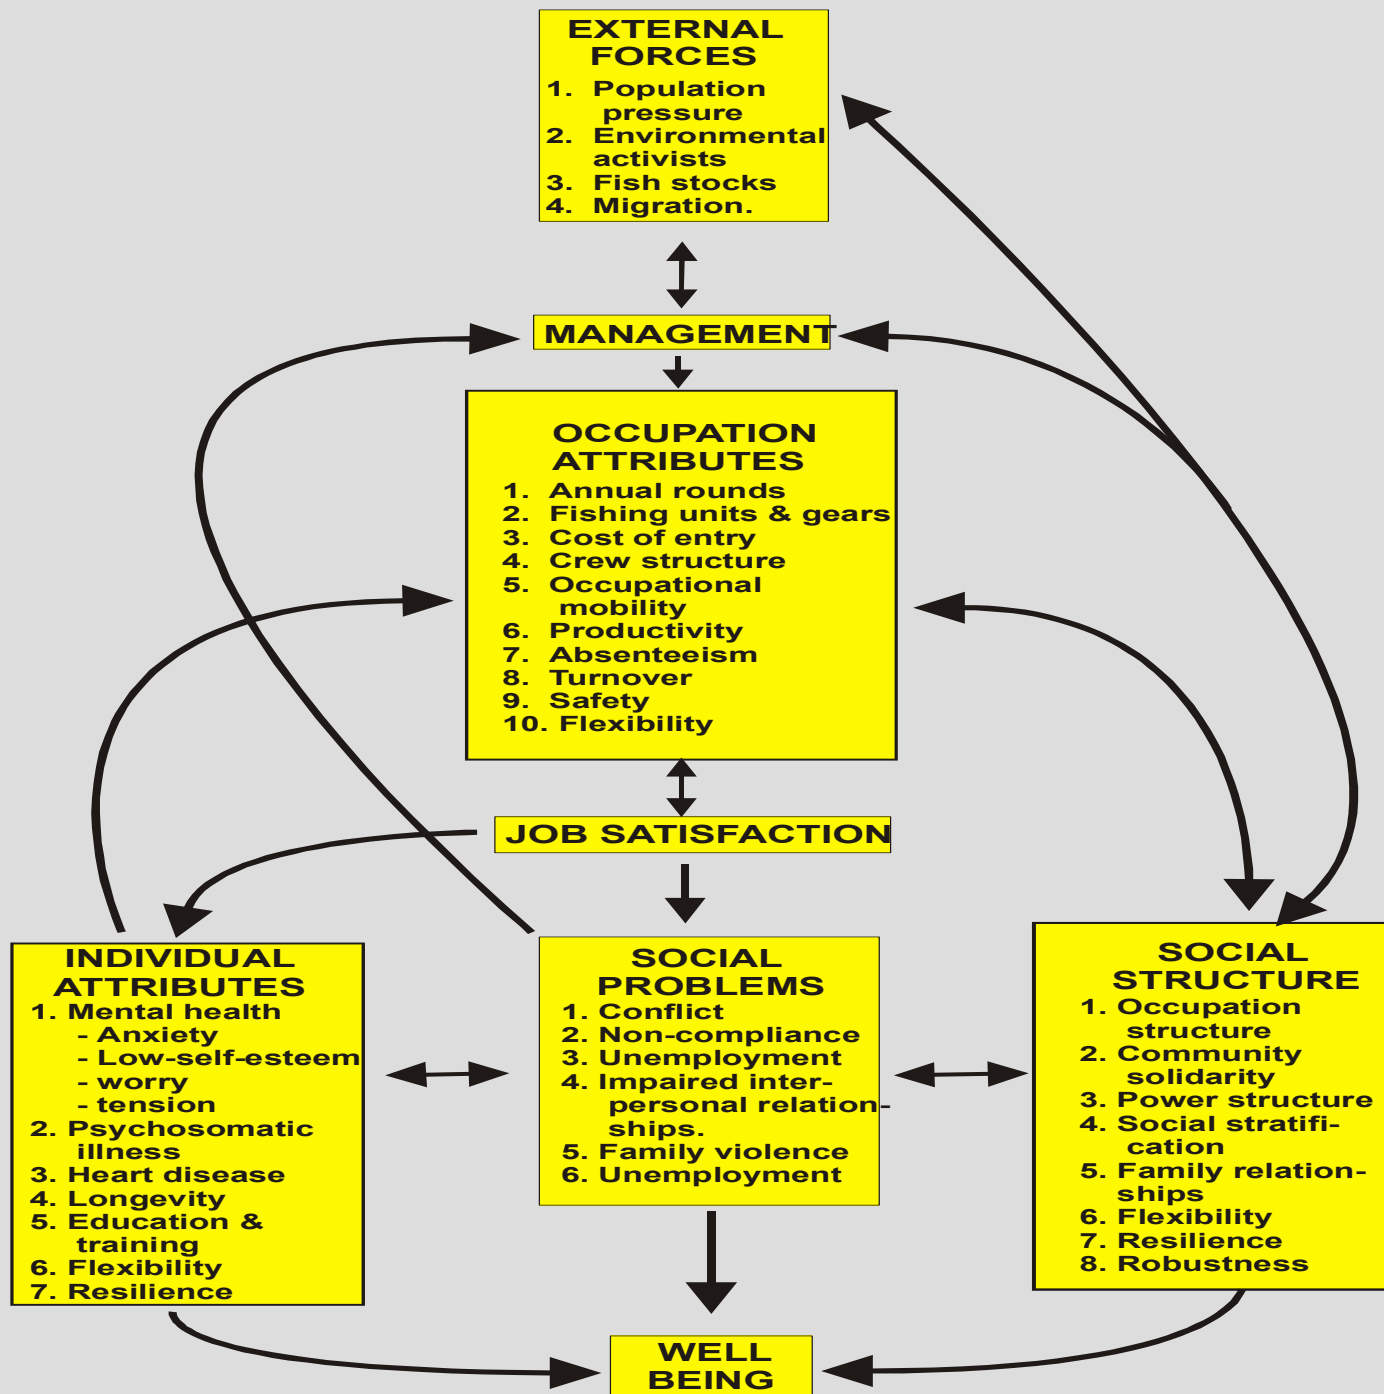 EXTERNAL
FORCES
1. Population
pressure
2. Environmental
activists
3. Fish stocks
4. Migration.
MANAGEMENT
OCCUPATION
ATTRIBUTES
1. Annual rounds
2. Fishing units & gears
3. Cost of entry
4. Crew structure
5. Occupational
mobility
6. Productivity
7. Absenteeism
8. Turnover
9. Safety
10. Flexibility
JOB SATISFACTION
INDIVIDUAL
ATTRIBUTES
1. Mental health
- Anxiety
- Low-self-esteem
- worry
- tension
2. Psychosomatic
illness
3. Heart disease
4. Longevity
5. Education &
training
6. Flexibility
7. Resilience
SOCIAL
PROBLEMS
1. Conflict
2. Non-compliance
3. Unemployment
4. Impaired inter-
personal relation-
ships.
5. Family violence
6. Unemployment
SOCIAL
STRUCTURE
1. Occupation
structure
2. Community
solidarity
3. Power structure
4. Social stratifi-
cation
5. Family relation-
ships
6. Flexibility
7. Resilience
8. Robustness
WELL
BEING